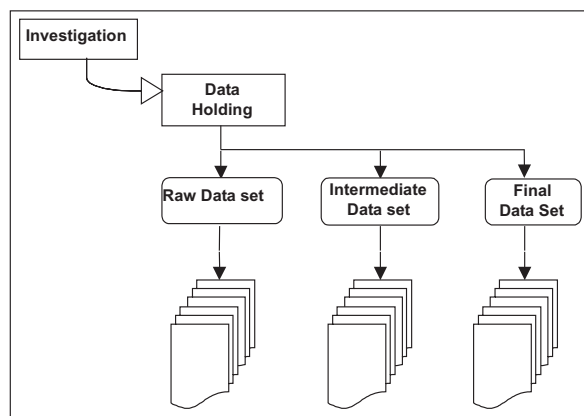 Investigation
Data
Holding
Raw Data set
Intermediate
Data set
Final
Data Set